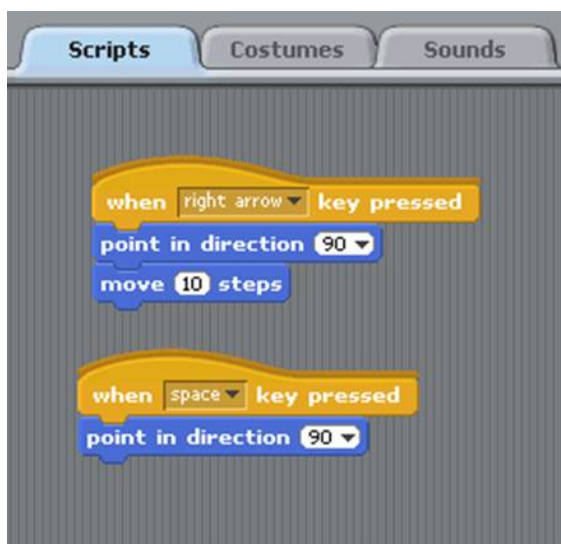 Scripts Costumes Sounds
when right arrow key pressed
point in direction 90
move 10 steps
when space key pressed
point in direction 90